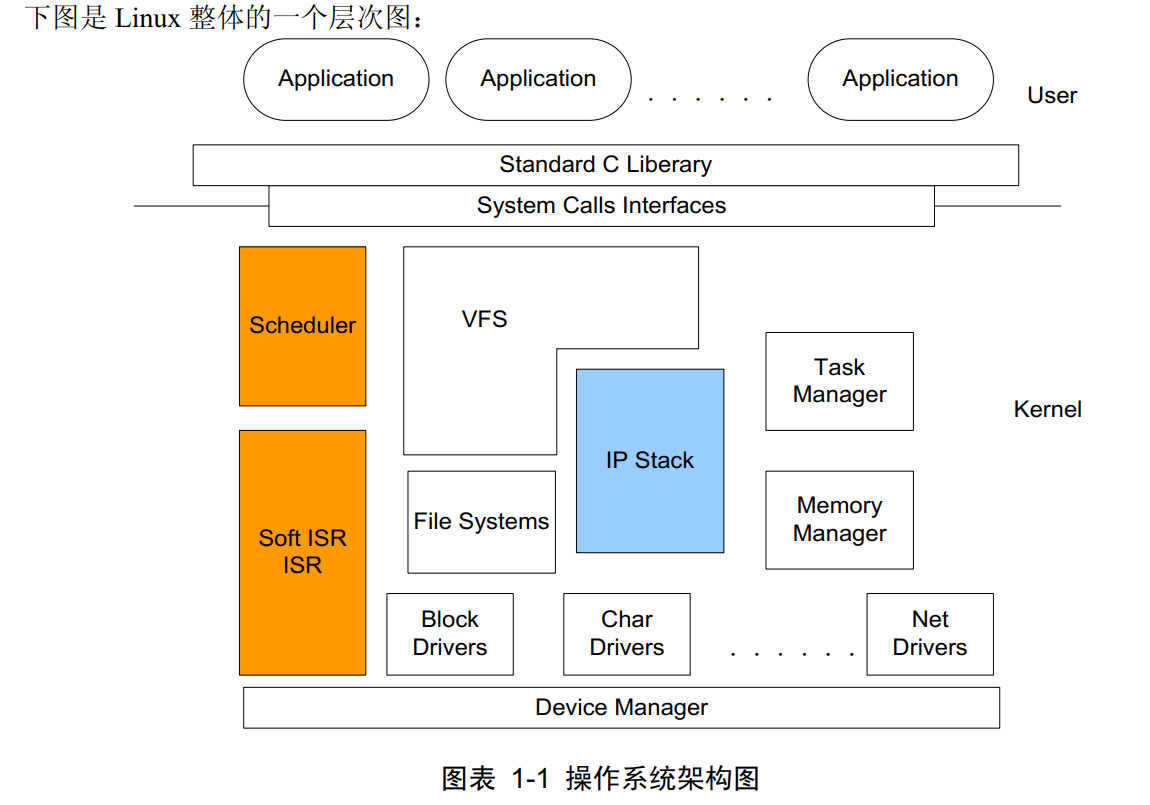 下图是 Linux 整体的一个层次图：
Application
Application
. . . . . .
Application
User
Standard C Liberary
System Calls Interfaces
Scheduler
VFS
Task
Manager
Kernel
IP Stack
Memory
Manager
File Systems
Soft ISR
ISR
Block
Drivers
Char
Drivers
. . . . . .
Net
Drivers
Device Manager
图表 1-1 操作系统架构图